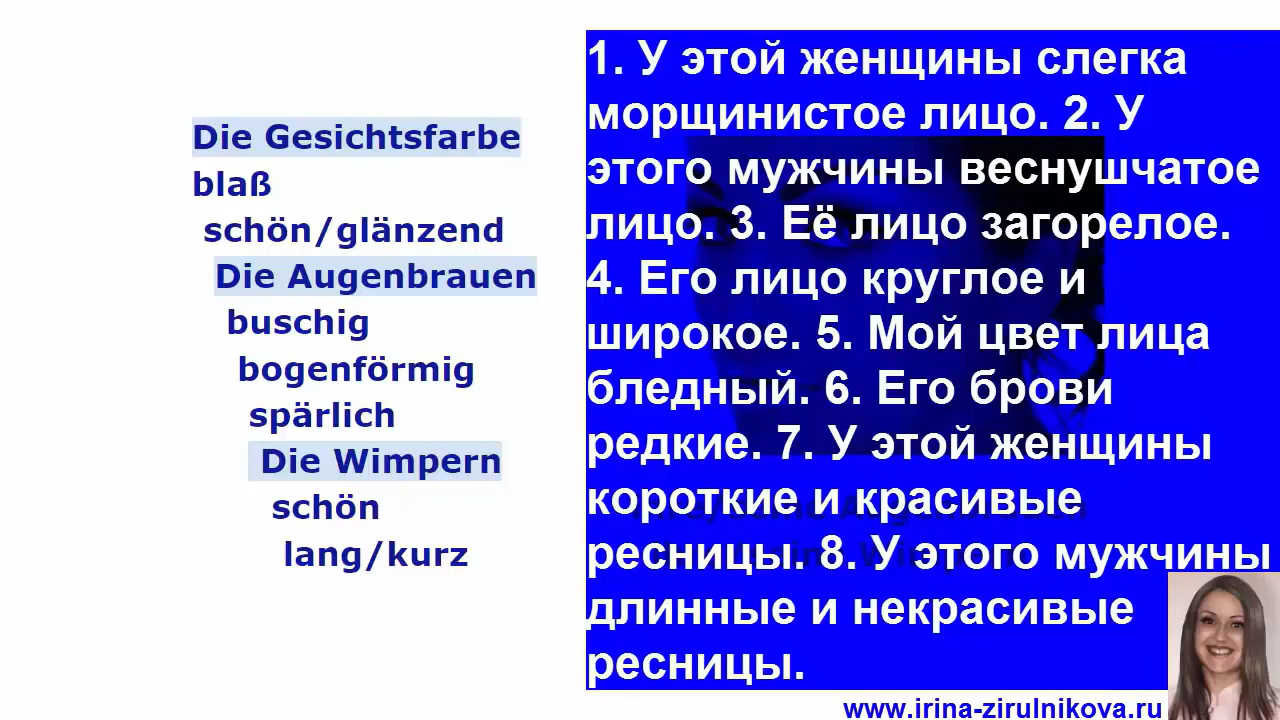 Die Gesichtsfarbe
blaß
schön/glänzend
Die Augenbrauen
buschig
bogenförmig
spärlich
Die Wimpern
schön
lang/kurz
1. У этой женщины слегка
морщинистое лицо. 2. У
этого мужчины веснушчатое
лицо. 3. Её лицо загорелое.
4. Его лицо круглое и
широкое. 5. Мой цвет лица
бледный. 6. Его брови
редкие. 7. У этой женщины
короткие и красивые
ресницы. 8. У этого мужчины
длинные и некрасивые
ресницы.
www.irina-zirulnikova.ru